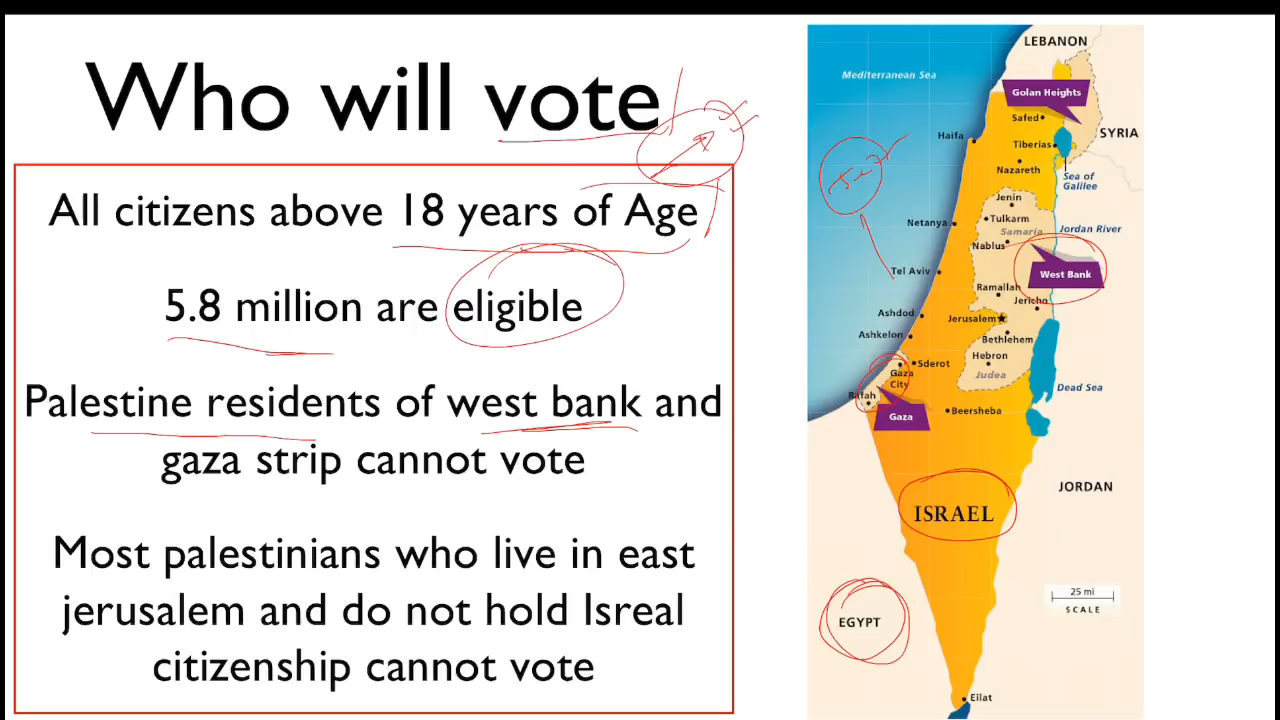 Who will vote
All citizens above 18 years of Age
5.8 million are eligible
Palestine residents of west bank and
gaza strip cannot vote
Most palestinians who live in east
jerusalem and do not hold Isreal
citizenship cannot vote
LEBANON
Mediterranean Sea
Golan Heights
Safed
SYRIA
Haifa
Tiberias
Nazareth
Sea of
Galilee
Jenin
Netanya
Tulkarm
Samaria
Jordan River
Nablus
Tel Aviv
West Bank
Ramallah
Jericho
Ashdod
Jerusalem
Ashkelon
Bethlehem
Hebron
Sderot
Gaza
City
Judea
Dead Sea
Rafah
Gaza
Beersheba
JORDAN
ISRAEL
25 mi
SCALE
EGYPT
Eilat